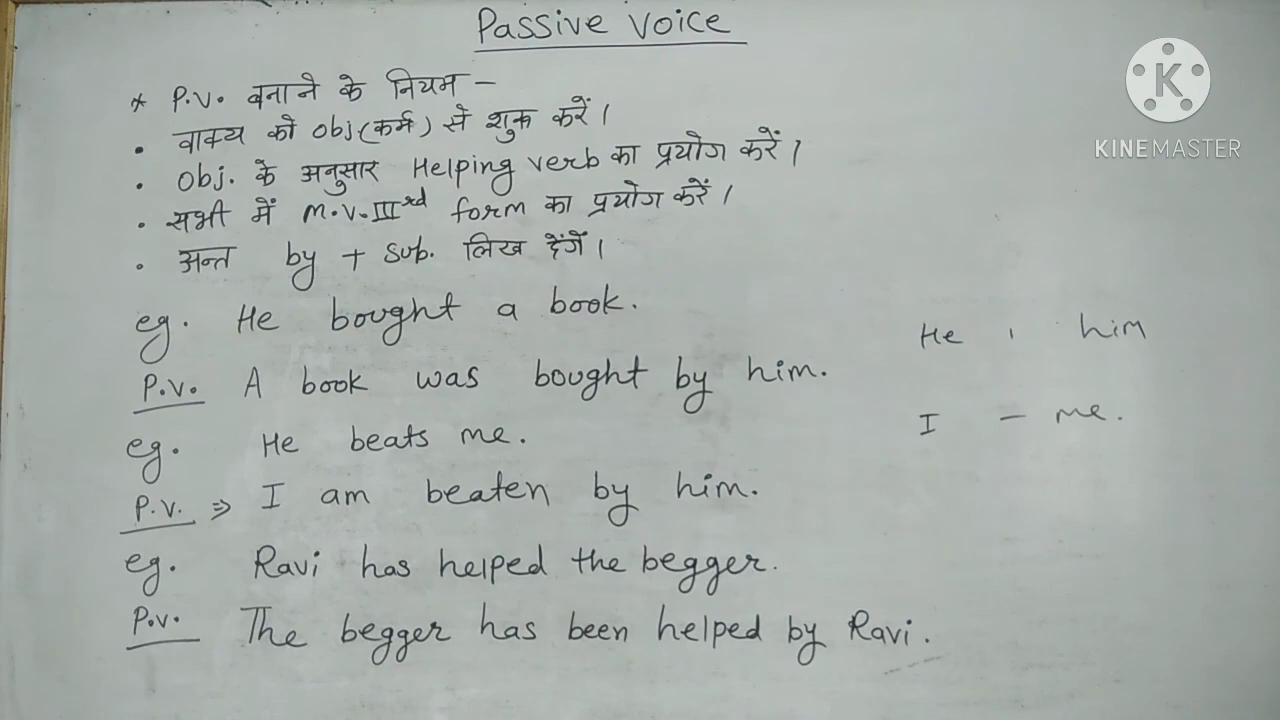 Passive Voice
* P.V. बनाने के नियम –
• वाक्य को obj(कर्म) से शुरू करें।
• Obj. के अनुसार Helping verb का प्रयोग करें।
• सभी में M.V. IIIrd form का प्रयोग करें।
• अन्त by + Sub. लिख देंगें।
eg. He bought a book.
P.V. A book was bought by him.
eg. He beats me.
P.V. ⇒ I am beaten by him.
eg. Ravi has helped the begger.
P.V. The begger has been helped by Ravi.
He , him
I – me.
K
KINEMASTER